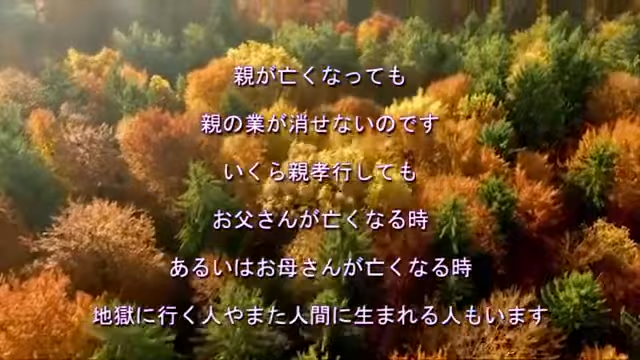 親が亡くなっても
親の業が消せないのです
いくら親孝行しても
お父さんが亡くなる時
あるいはお母さんが亡くなる時
地獄に行く人やまた人間に生まれる人もいます